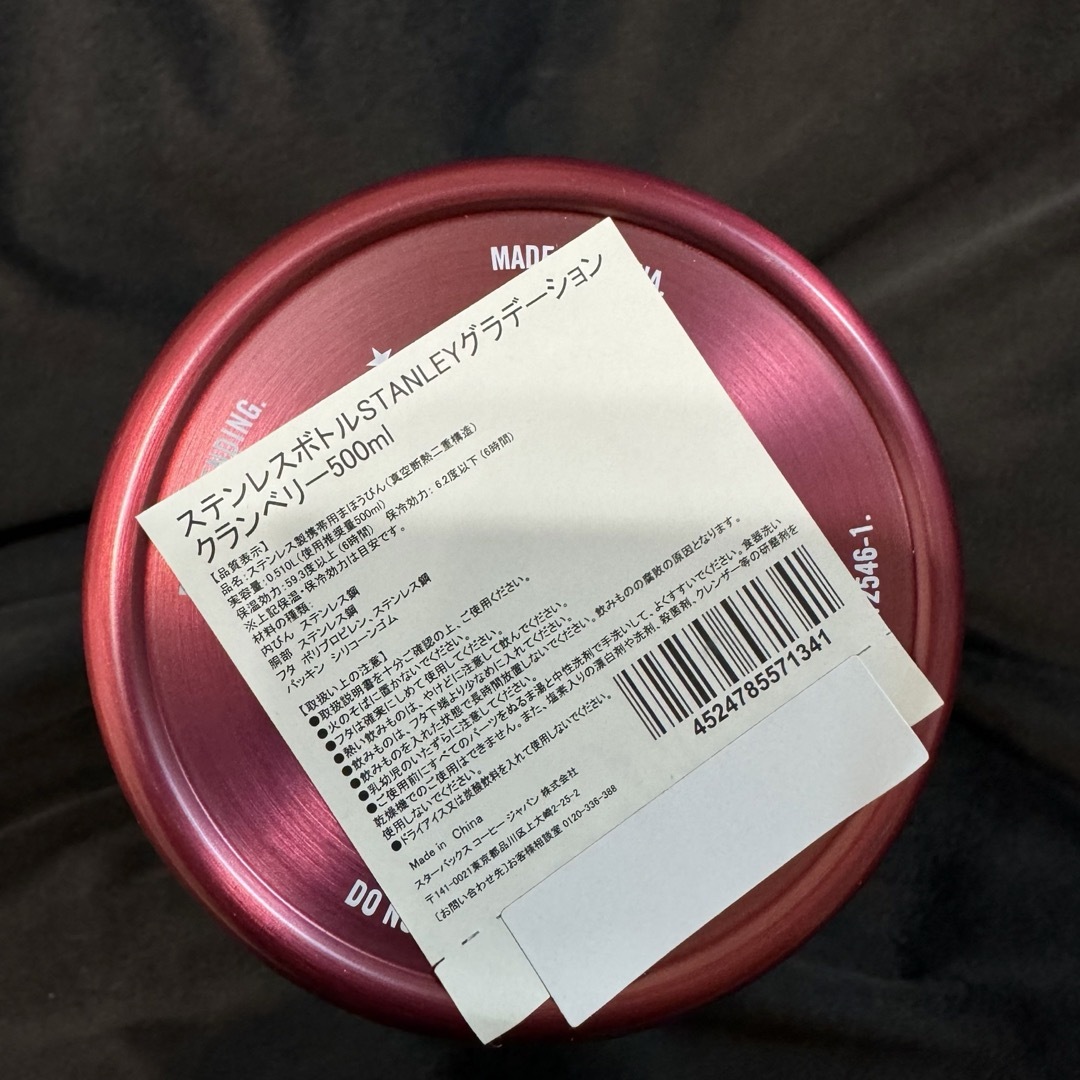 MADE
ステンレスボトルSTANLEYグラデーション
クランベリー500ml
【品質表示】
品名:ステンレス製携帯用まほうびん(真空断熱二重構造)
実容量:0.510L(使用推奨量500ml)
保温効力:59.3度以上(6時間) 保冷効力:6.2度以下(6時間)
※上記保温・保冷効力は目安です。
材料の種類:
内びん ステンレス鋼
胴部 ステンレス鋼
フタ ポリプロピレン、ステンレス鋼
パッキン シリコーンゴム
【取扱い上の注意】
●取扱説明書を十分ご確認の上、ご使用ください。
●火のそばに置かないでください。
●フタは確実にしめて使用してください。
●熱い飲みものは、やけどに注意して飲んでください。
●飲みものは、フタ下端より少なめに入れてください。
●飲みものを入れた状態で長時間放置しないでください。飲みものの腐敗の原因となります。
●乳幼児のいたずらに注意してください。
●ご使用前にすべてのパーツをぬるま湯と中性洗剤で手洗いして、よくすすいでください。食器洗い
乾燥機でのご使用はできません。また、塩素入りの漂白剤や洗剤、殺菌剤、クレンザー等の研磨剤を
使用しないでください。
●ドライアイス又は炭酸飲料を入れて使用しないでください。
4524785571341
Made in China
スターバックス コーヒー ジャパン 株式会社
〒141-0021東京都品川区上大崎2-25-2
[お問い合わせ先]お客様相談室 0120-336-388
2546-1.
DO